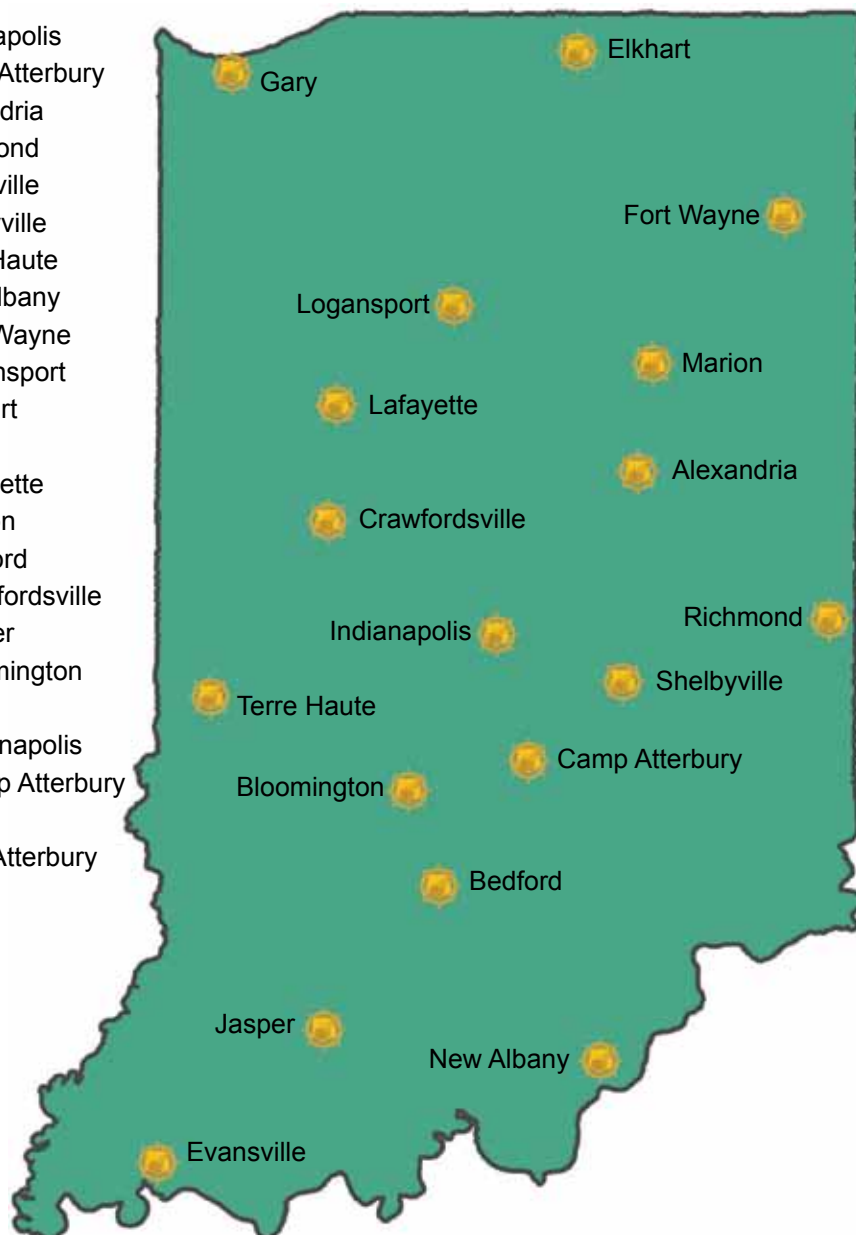 apolis
Atterbury
dria
ond
ville
ville
Haute
lbany
Wayne
nsport
rt
ette
on
ord
fordsville
er
mington
napolis
p Atterbury
Atterbury
Gary
Elkhart
Fort Wayne
Logansport
Marion
Lafayette
Alexandria
Crawfordsville
Richmond
Indianapolis
Shelbyville
Terre Haute
Camp Atterbury
Bloomington
Bedford
Jasper
New Albany
Evansville